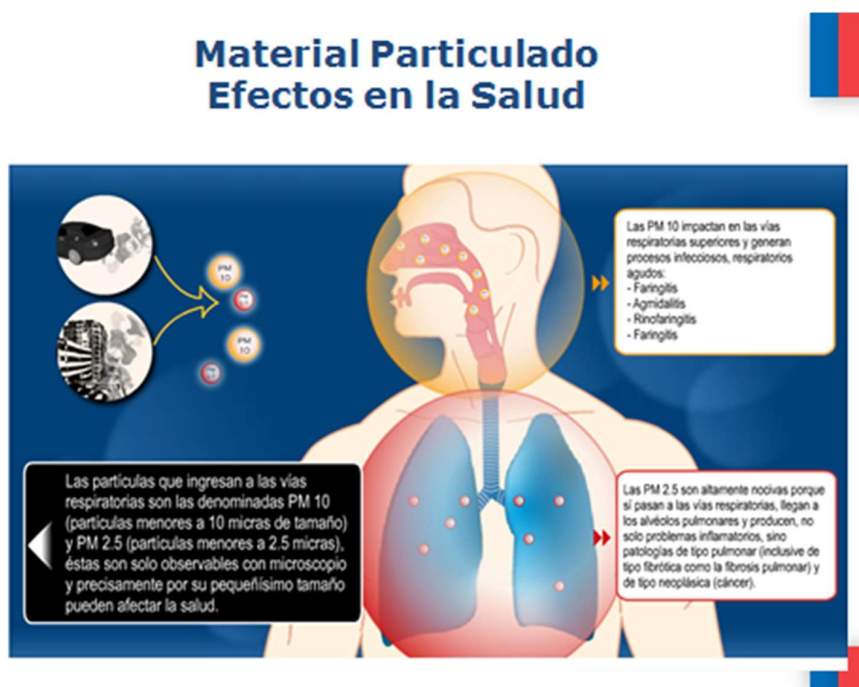 Material Particulado
Efectos en la Salud
PM
10
PM
10
Las PM 10 impactan en las vías
respiratorias superiores y generan
procesos infecciosos, respiratorios
agudos:
- Faringitis
- Agmidalitis
- Rinofaringitis
- Faringitis
Las partículas que ingresan a las vías
respiratorias son las denominadas PM 10
(partículas menores a 10 micras de tamaño)
y PM 2.5 (partículas menores a 2.5 micras),
éstas son solo observables con microscopio
y precisamente por su pequeñísimo tamaño
pueden afectar la salud.
Las PM 2.5 son altamente nocivas porque
sí pasan a las vías respiratorias, llegan a
los alvéolos pulmonares y producen, no
solo problemas inflamatorios, sino
patologías de tipo pulmonar (inclusive de
tipo fibrótica como la fibrosis pulmonar) y
de tipo neoplásica (cáncer).